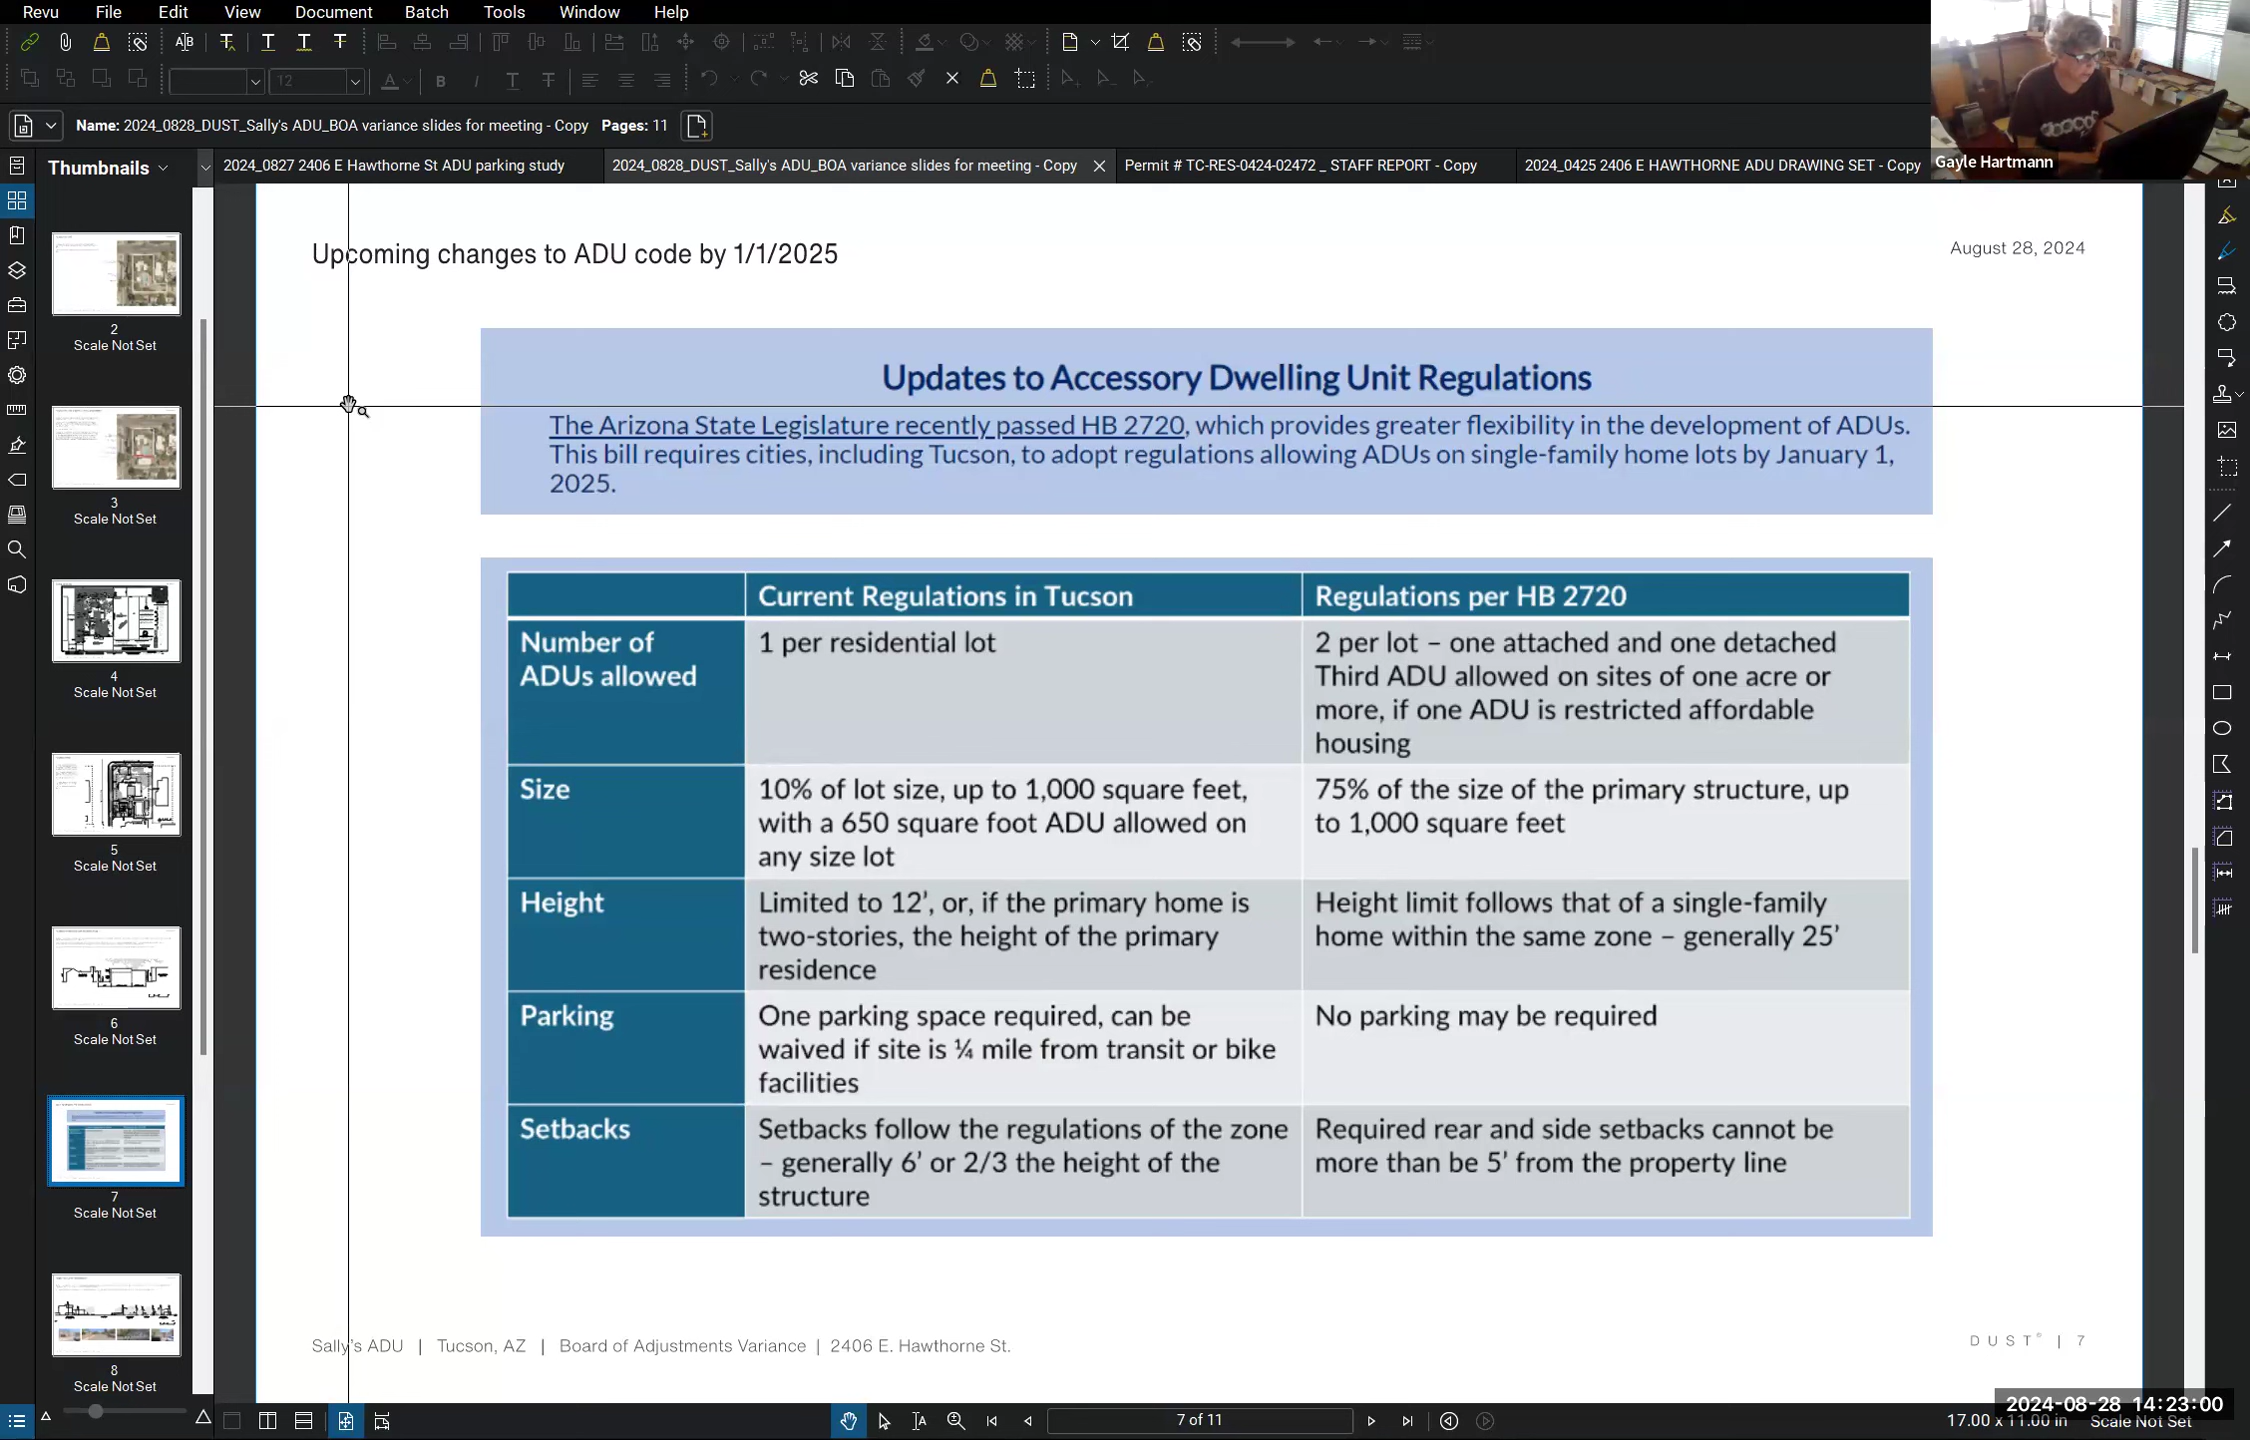 Revu File Edit View Document Batch Tools Window Help
12
Name: 2024_0828_DUST_Sally's ADU_BOA variance slides for meeting - Copy Pages: 11
Gayle Hartmann
Thumbnails
2024_0827 2406 E Hawthorne St ADU parking study
2024_0828_DUST_Sally's ADU_BOA variance slides for meeting - Copy
Permit # TC-RES-0424-02472 _ STAFF REPORT - Copy
2024_0425 2406 E HAWTHORNE ADU DRAWING SET - Copy
2
Scale Not Set
3
Scale Not Set
4
Scale Not Set
5
Scale Not Set
6
Scale Not Set
7
Scale Not Set
8
Scale Not Set
Upcoming changes to ADU code by 1/1/2025
August 28, 2024
Updates to Accessory Dwelling Unit Regulations
The Arizona State Legislature recently passed HB 2720, which provides greater flexibility in the development of ADUs.
This bill requires cities, including Tucson, to adopt regulations allowing ADUs on single-family home lots by January 1,
2025.
Current Regulations in Tucson
Regulations per HB 2720
Number of
ADUs allowed
1 per residential lot
2 per lot – one attached and one detached
Third ADU allowed on sites of one acre or
more, if one ADU is restricted affordable
housing
Size
10% of lot size, up to 1,000 square feet,
with a 650 square foot ADU allowed on
any size lot
75% of the size of the primary structure, up
to 1,000 square feet
Height
Limited to 12’, or, if the primary home is
two-stories, the height of the primary
residence
Height limit follows that of a single-family
home within the same zone – generally 25’
Parking
One parking space required, can be
waived if site is ¼ mile from transit or bike
facilities
No parking may be required
Setbacks
Setbacks follow the regulations of the zone
– generally 6’ or 2/3 the height of the
structure
Required rear and side setbacks cannot be
more than be 5’ from the property line
Sally's ADU | Tucson, AZ | Board of Adjustments Variance | 2406 E. Hawthorne St.
DUST® | 7
2024-08-28 14:23:00
7 of 11
17.00 x 11.00 in Scale Not Set